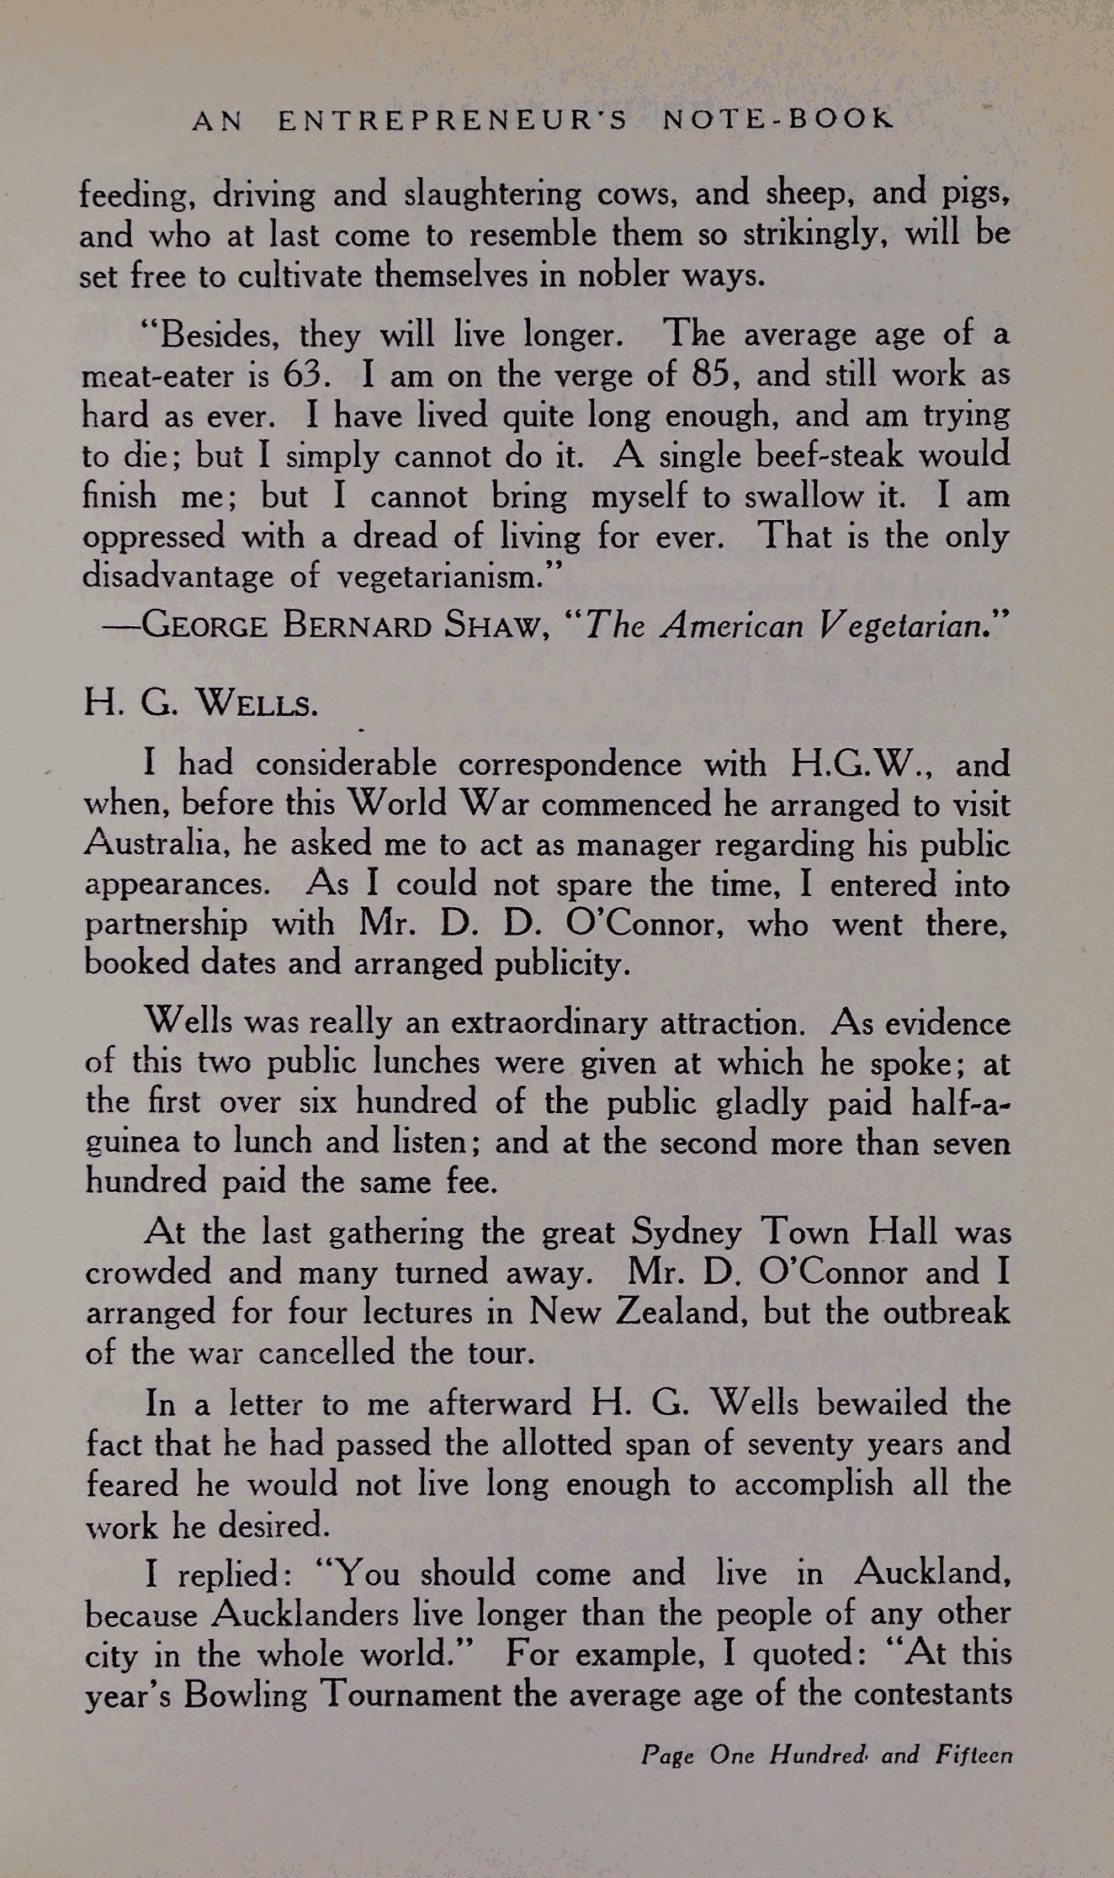 AN ENTREPRENEUR'S NOTE-BOOK
feeding, driving and slaughtering cows, and sheep, and pigs,
and who at last come to resemble them so strikingly, will be
set free to cultivate themselves in nobler ways.
“Besides, they will live longer. The average age of a
meat-eater is 63. I am on the verge of 85, and still work as
hard as ever. I have lived quite long enough, and am trying
to die; but I simply cannot do it. A single beef-steak would
finish me; but I cannot bring myself to swallow it. I am
oppressed with a dread of living for ever. That is the only
disadvantage of vegetarianism.”
—GEORGE BERNARD SHAW, “The American Vegetarian.”
H. G. WELLS.
I had considerable correspondence with H.G.W., and
when, before this World War commenced he arranged to visit
Australia, he asked me to act as manager regarding his public
appearances. As I could not spare the time, I entered into
partnership with Mr. D. D. O’Connor, who went there,
booked dates and arranged publicity.
Wells was really an extraordinary attraction. As evidence
of this two public lunches were given at which he spoke; at
the first over six hundred of the public gladly paid half-a-
guinea to lunch and listen; and at the second more than seven
hundred paid the same fee.
At the last gathering the great Sydney Town Hall was
crowded and many turned away. Mr. D. O’Connor and I
arranged for four lectures in New Zealand, but the outbreak
of the war cancelled the tour.
In a letter to me afterward H. G. Wells bewailed the
fact that he had passed the allotted span of seventy years and
feared he would not live long enough to accomplish all the
work he desired.
I replied: “You should come and live in Auckland,
because Aucklanders live longer than the people of any other
city in the whole world.” For example, I quoted: “At this
year’s Bowling Tournament the average age of the contestants
Page One Hundred and Fifteen